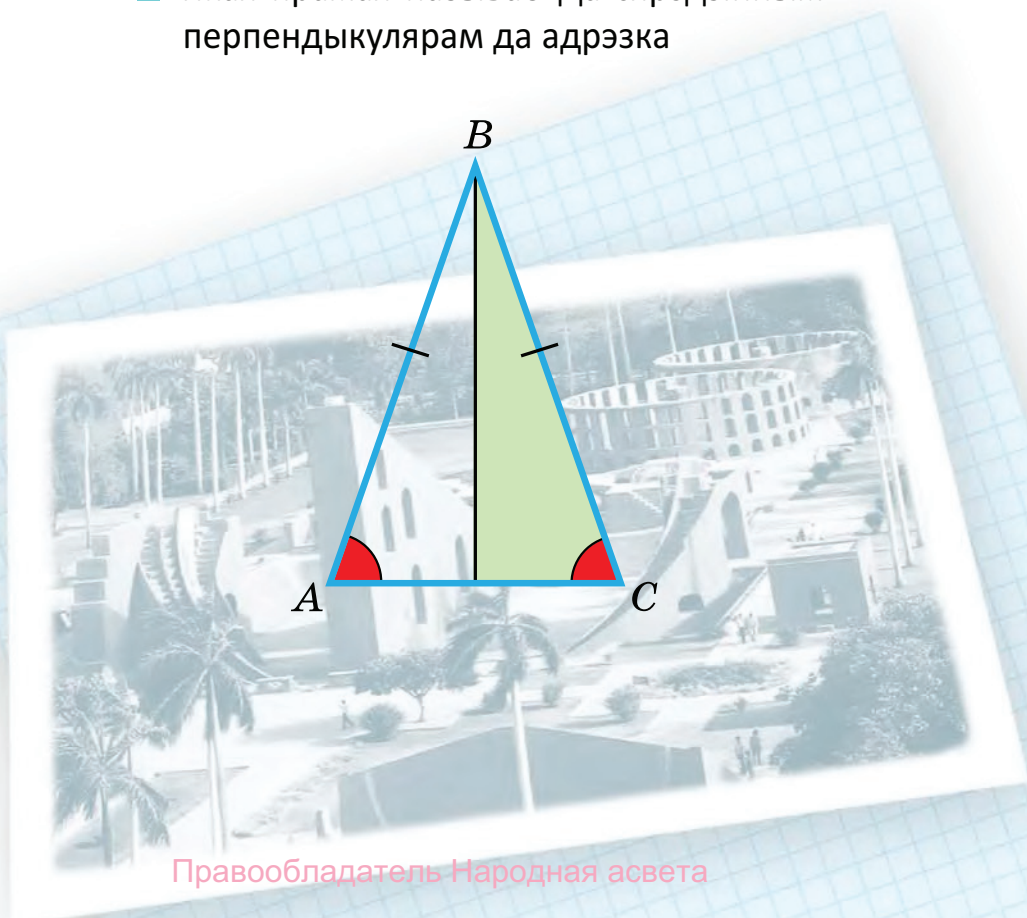 перпендыкулярам да адрэзка
B
A
C
Правообладатель Народная асвета